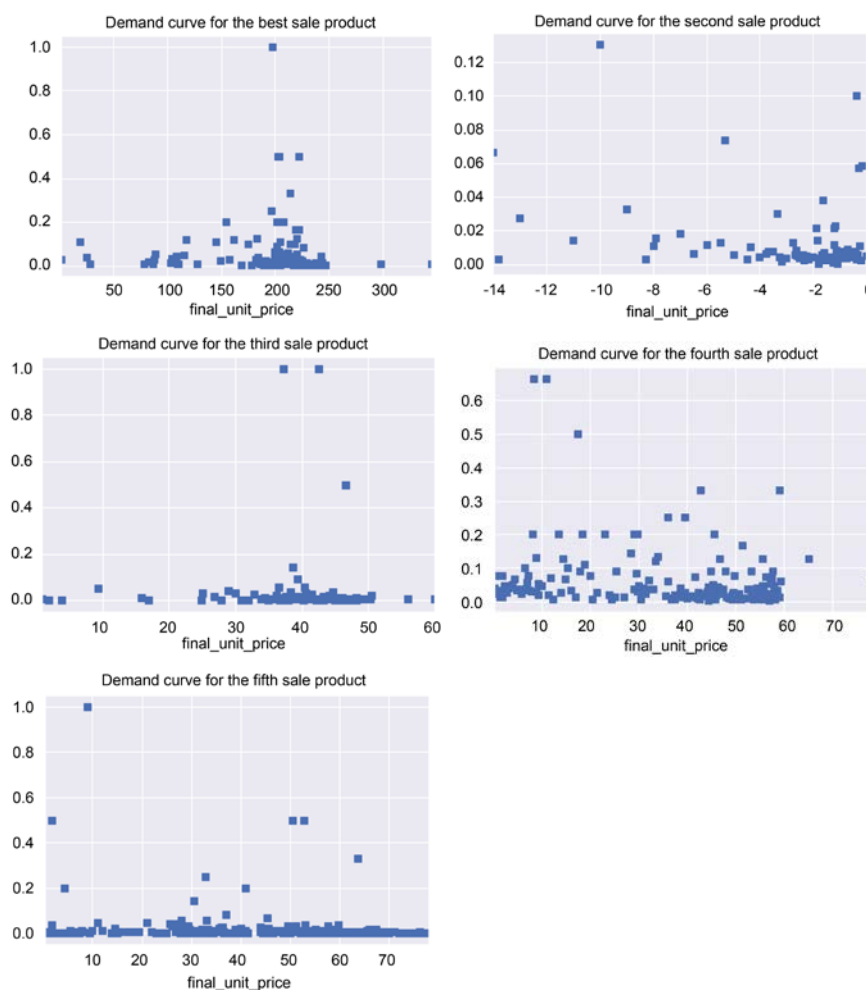 Demand curve for the best sale product
1.0
0.8
0.6
0.4
0.2
0.0
50 100 150 200 250 300
final_unit_price
Demand curve for the second sale product
0.12
0.10
0.08
0.06
0.04
0.02
0.00
-14 -12 -10 -8 -6 -4 -2 0
final_unit_price
Demand curve for the third sale product
1.0
0.8
0.6
0.4
0.2
0.0
10 20 30 40 50 60
final_unit_price
Demand curve for the fourth sale product
0.6
0.5
0.4
0.3
0.2
0.1
0.0
10 20 30 40 50 60 70
final_unit_price
Demand curve for the fifth sale product
1.0
0.8
0.6
0.4
0.2
0.0
10 20 30 40 50 60 70
final_unit_price